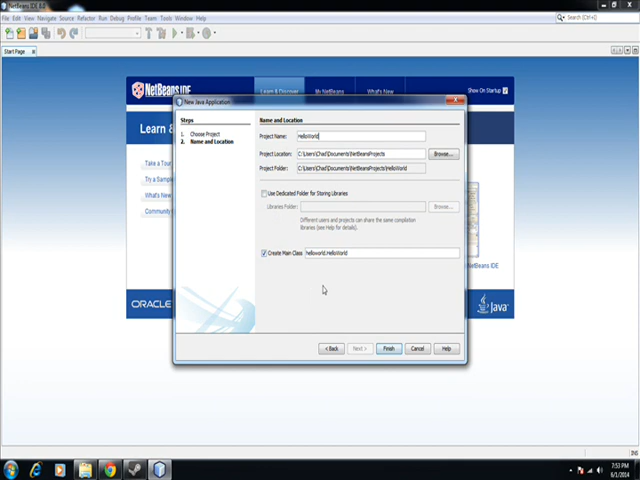 NetBeans IDE 8.0
File Edit View Navigate Source Refactor Run Debug Profile Team Tools Window Help
Search (Ctrl+I)
Start Page
NetBeans IDE
Learn & Discover My NetBeans What's New
Show On Startup
Learn &
Take a Tour
Try a Sample
What's New
Community
New Java Application
Steps
1. Choose Project
2. Name and Location
Name and Location
Project Name: HelloWorld
Project Location: C:\Users\Chad\Documents\NetBeansProjects Browse...
Project Folder: C:\Users\Chad\Documents\NetBeansProjects\HelloWorld
Use Dedicated Folder for Storing Libraries
Libraries Folder: Browse...
Different users and projects can share the same compilation
libraries (see Help for details).
Create Main Class helloworld.HelloWorld
NetBeans IDE
ORACLE
Java
< Back Next > Finish Cancel Help
INS
7:53 PM
6/1/2014